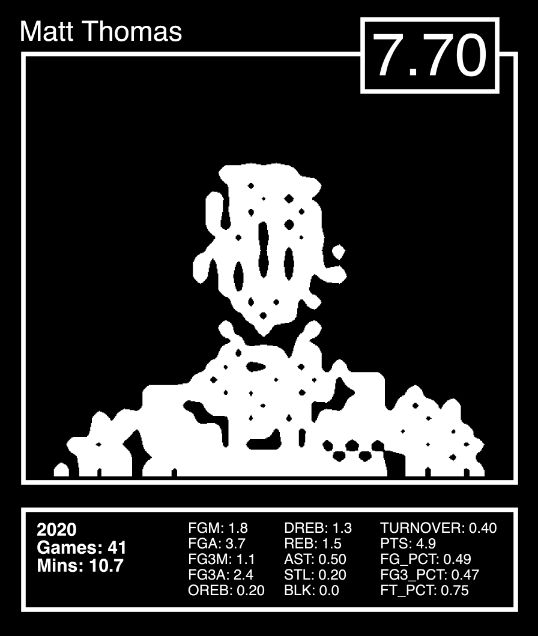 Matt Thomas
7.70
2020
Games: 41
Mins: 10.7
FGM: 1.8
FGA: 3.7
FG3M: 1.1
FG3A: 2.4
OREB: 0.20
DREB: 1.3
REB: 1.5
AST: 0.50
STL: 0.20
BLK: 0.0
TURNOVER: 0.40
PTS: 4.9
FG_PCT: 0.49
FG3_PCT: 0.47
FT_PCT: 0.75